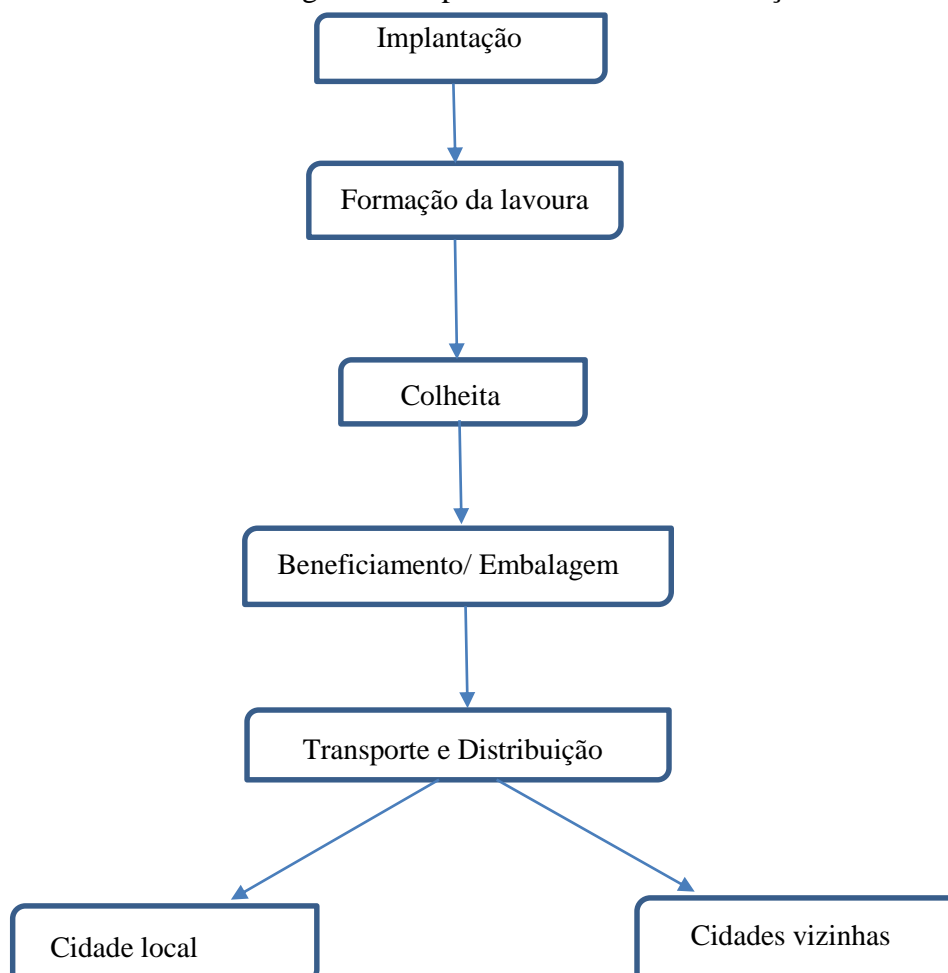 Implantação
Formação da lavoura
Colheita
Beneficiamento/ Embalagem
Transporte e Distribuição
Cidade local
Cidades vizinhas